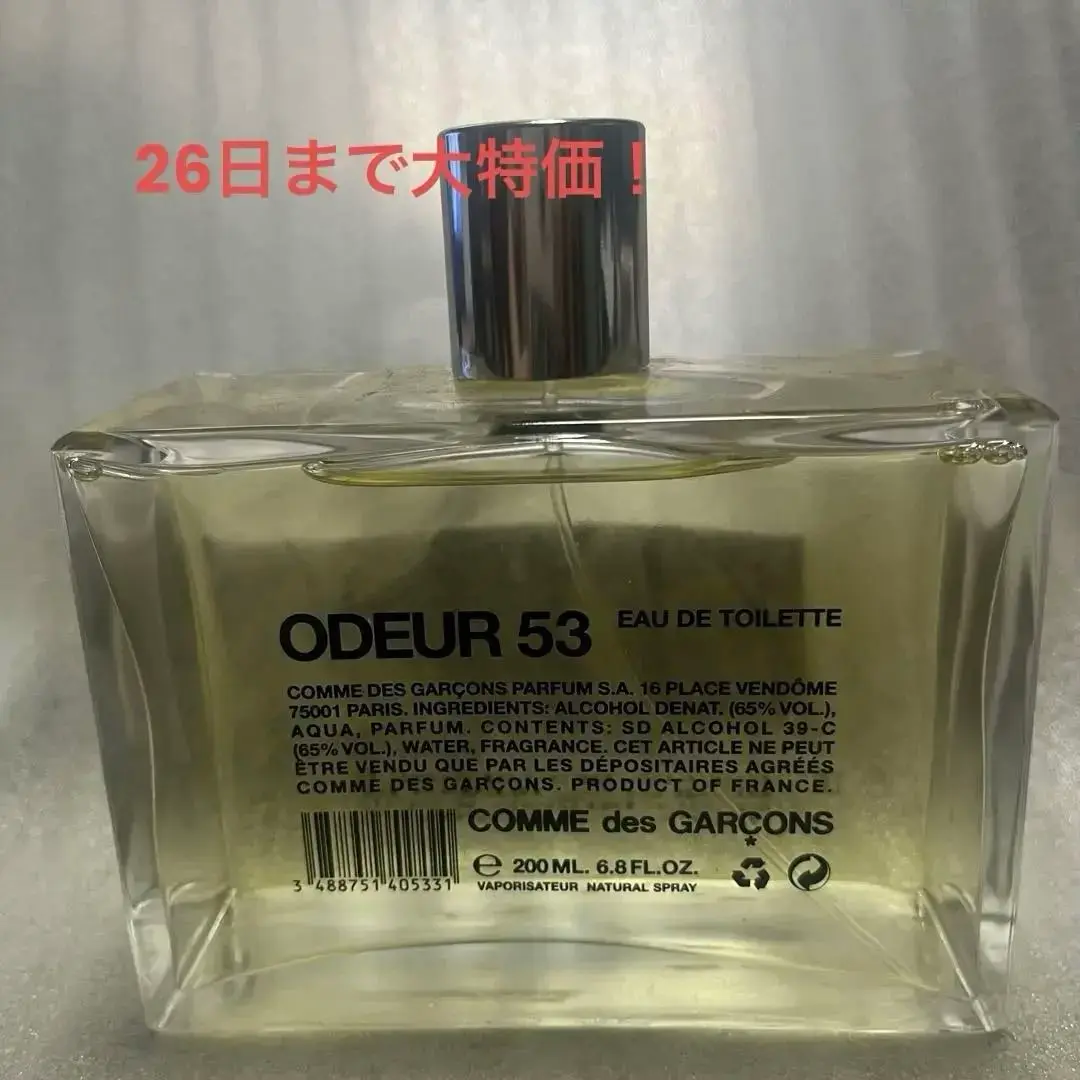 26日まで大特価！
ODEUR 53 EAU DE TOILETTE
COMME DES GARÇONS PARFUM S.A. 16 PLACE VENDÔME
75001 PARIS. INGREDIENTS: ALCOHOL DENAT. (65% VOL.),
AQUA, PARFUM. CONTENTS: SD ALCOHOL 39-C
(65% VOL.), WATER, FRAGRANCE. CET ARTICLE NE PEUT
ÊTRE VENDU QUE PAR LES DÉPOSITAIRES AGRÉÉS
COMME DES GARÇONS. PRODUCT OF FRANCE.
COMME des GARÇONS
℮ 200 ML. 6.8 FL.OZ.
VAPORISATEUR NATURAL SPRAY
3 488751 405331